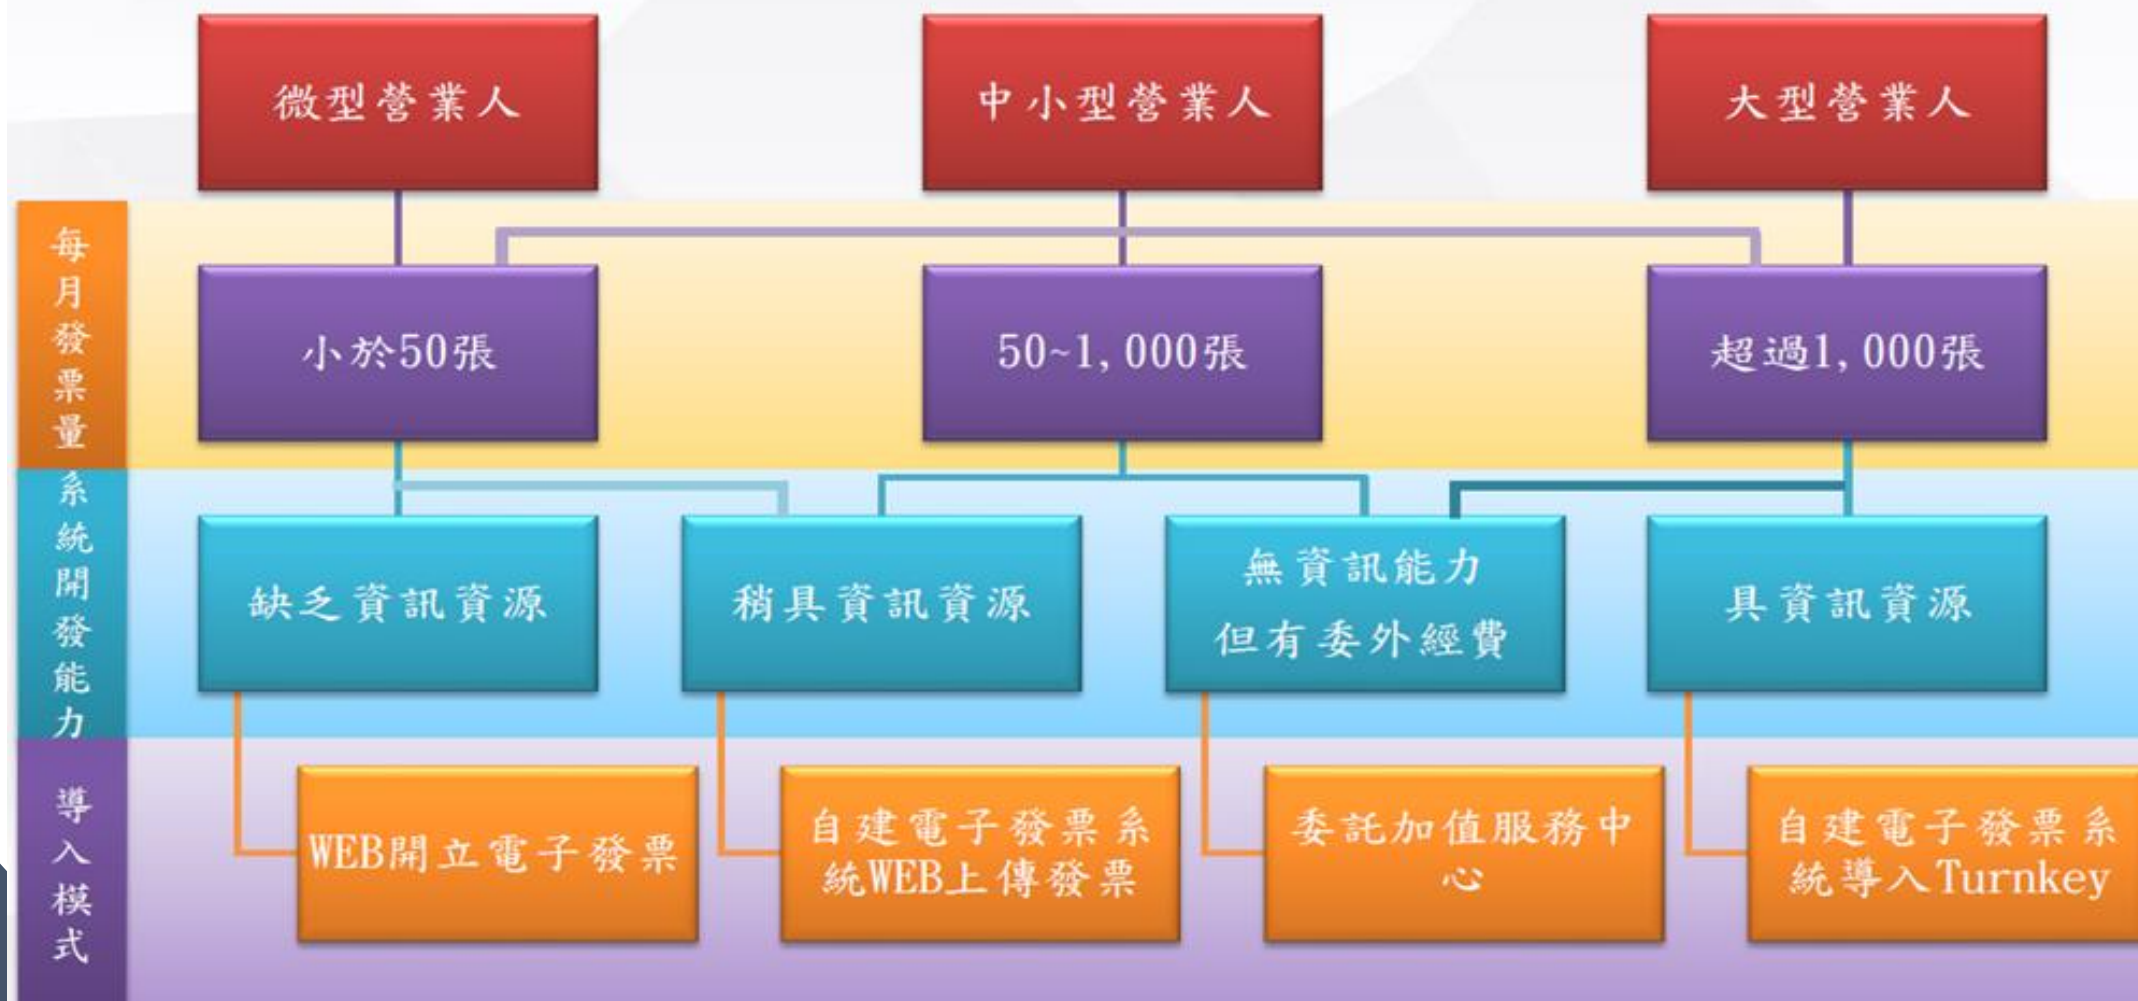 微型營業人
中小型營業人
大型營業人
每月發票量
小於50張
50~1,000張
超過1,000張
系統開發能力
缺乏資訊資源
稍具資訊資源
無資訊能力
但有委外經費
具資訊資源
導入模式
WEB開立電子發票
自建電子發票系
統WEB上傳發票
委託加值服務中
心
自建電子發票系
統導入Turnkey